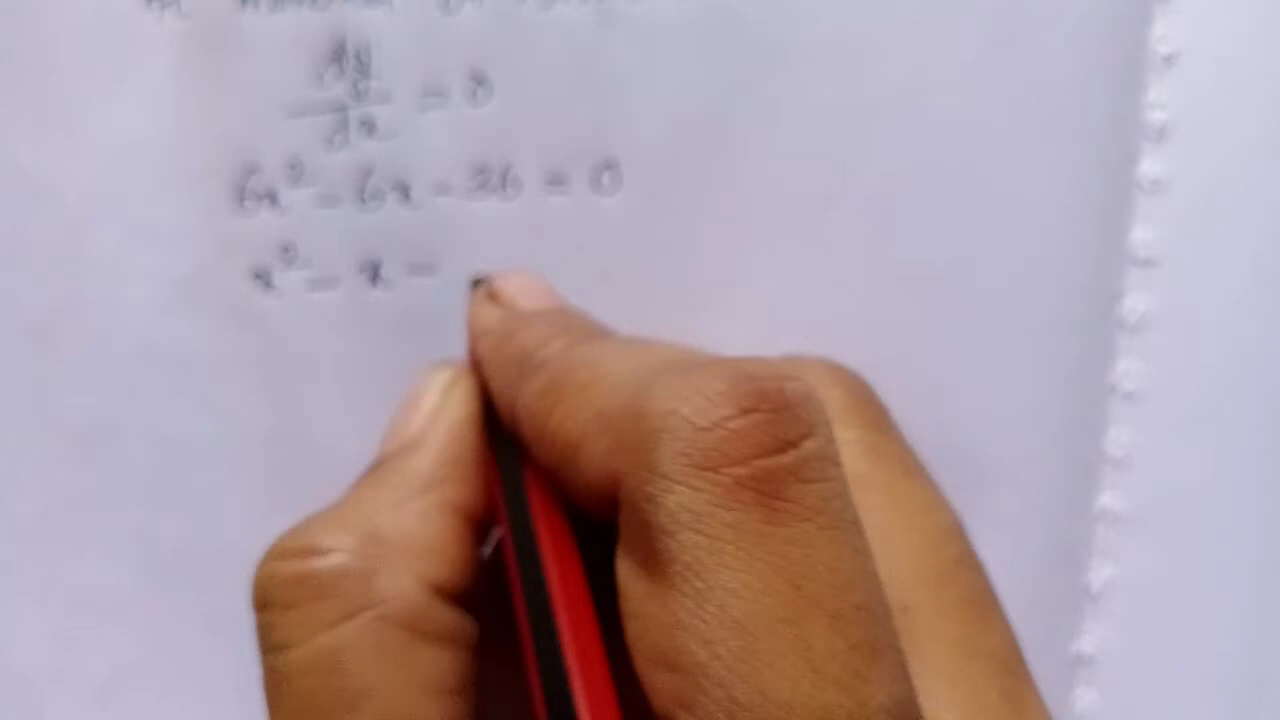 dy/dx = 0
6x² - 6x - 36 = 0
x² - x -